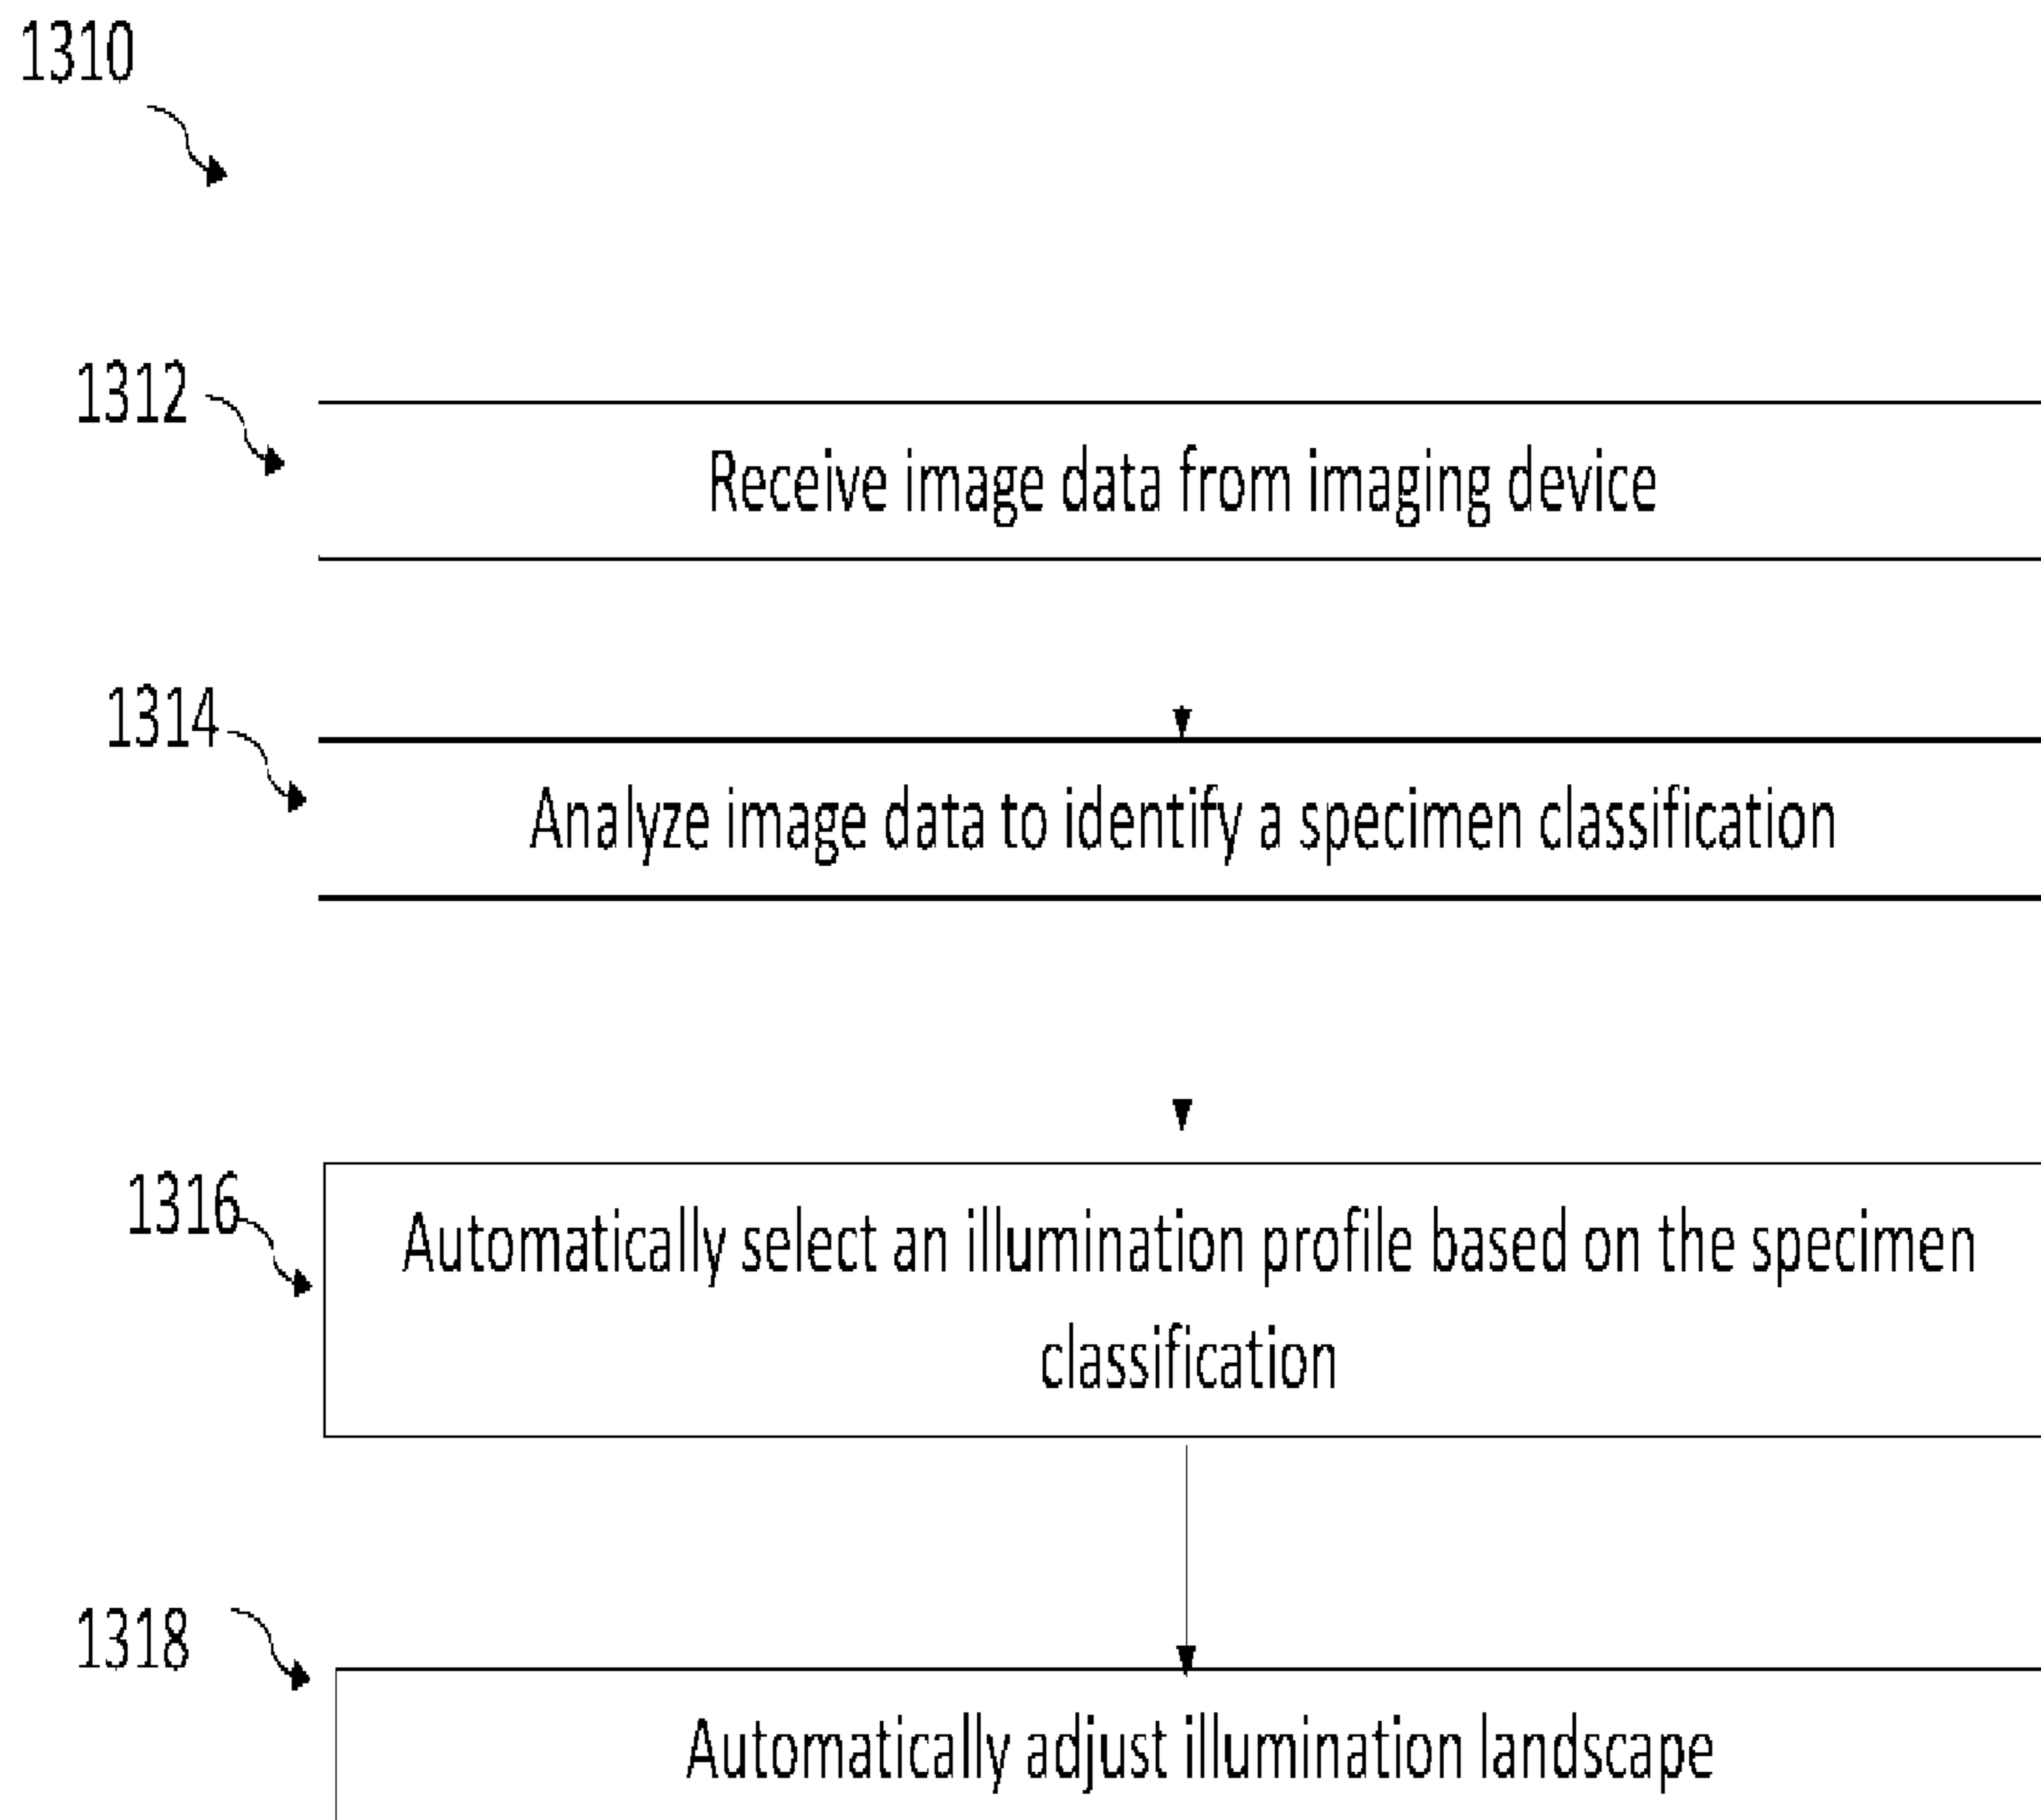 1310
1312
Receive image data from imaging device
1314
Analyze image data to identify a specimen classification
1316
Automatically select an illumination profile based on the specimen
classification
1318
Automatically adjust illumination landscape